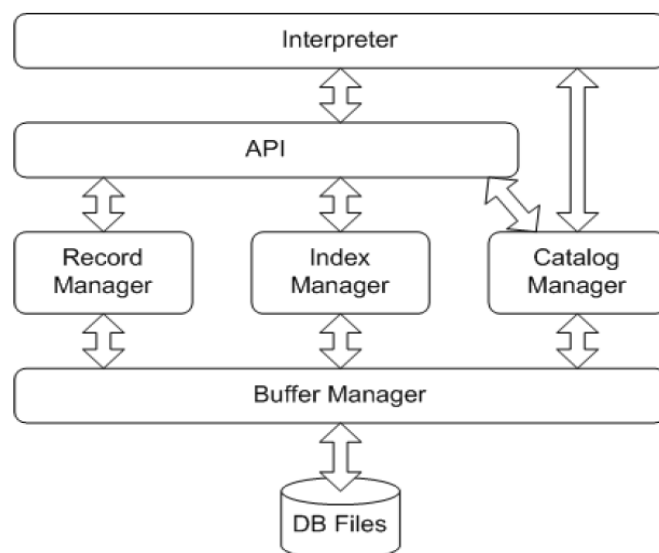 Interpreter
API
Record
Manager
Index
Manager
Catalog
Manager
Buffer Manager
DB Files